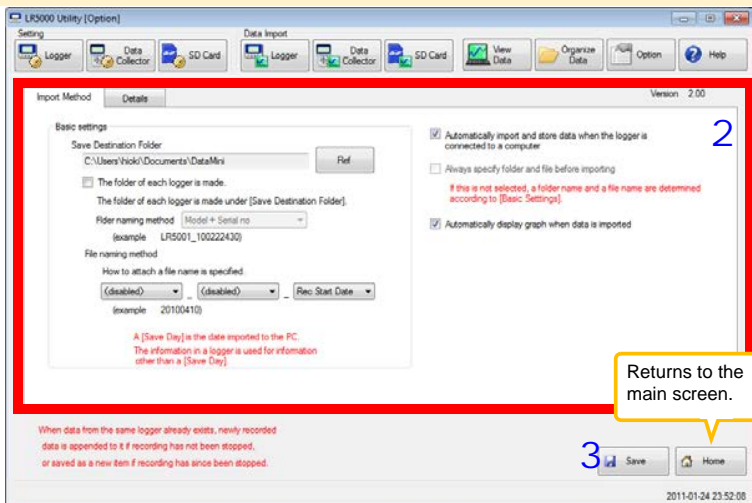 LR5000 Utility [Option]
Setting
Data Import
Logger
Data Collector
SD Card
Logger
Data Collector
SD Card
View Data
Organize Data
Option
Help
Import Method
Details
Version 2.00
Basic settings
Save Destination Folder
C:\Users\hioki\Documents\DataMini
Ref
The folder of each logger is made.
The folder of each logger is made under [Save Destination Folder].
Flder naming method Model + Serial no
(example LR5001_100222430)
File naming method
How to attach a file name is specified
(disabled) _ (disabled) _ Rec Start Date
(example 20100410)
A [Save Day] is the date imported to the PC.
The information in a logger is used for information
other than a [Save Day]
2
Automatically import and store data when the logger is
connected to a computer
Always specify folder and file before importing
If this is not selected, a folder name and a file name are determined
according to [Basic Settings].
Automatically display graph when data is imported
Returns to the
main screen.
When data from the same logger already exists, newly recorded
data is appended to it if recording has not been stopped,
or saved as a new item if recording has since been stopped.
3
Save
Home
2011-01-24 23:52:08